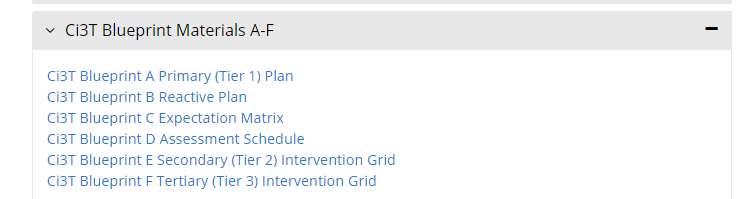 Ci3T Blueprint Materials A-F
Ci3T Blueprint A Primary (Tier 1) Plan
Ci3T Blueprint B Reactive Plan
Ci3T Blueprint C Expectation Matrix
Ci3T Blueprint D Assessment Schedule
Ci3T Blueprint E Secondary (Tier 2) Intervention Grid
Ci3T Blueprint F Tertiary (Tier 3) Intervention Grid